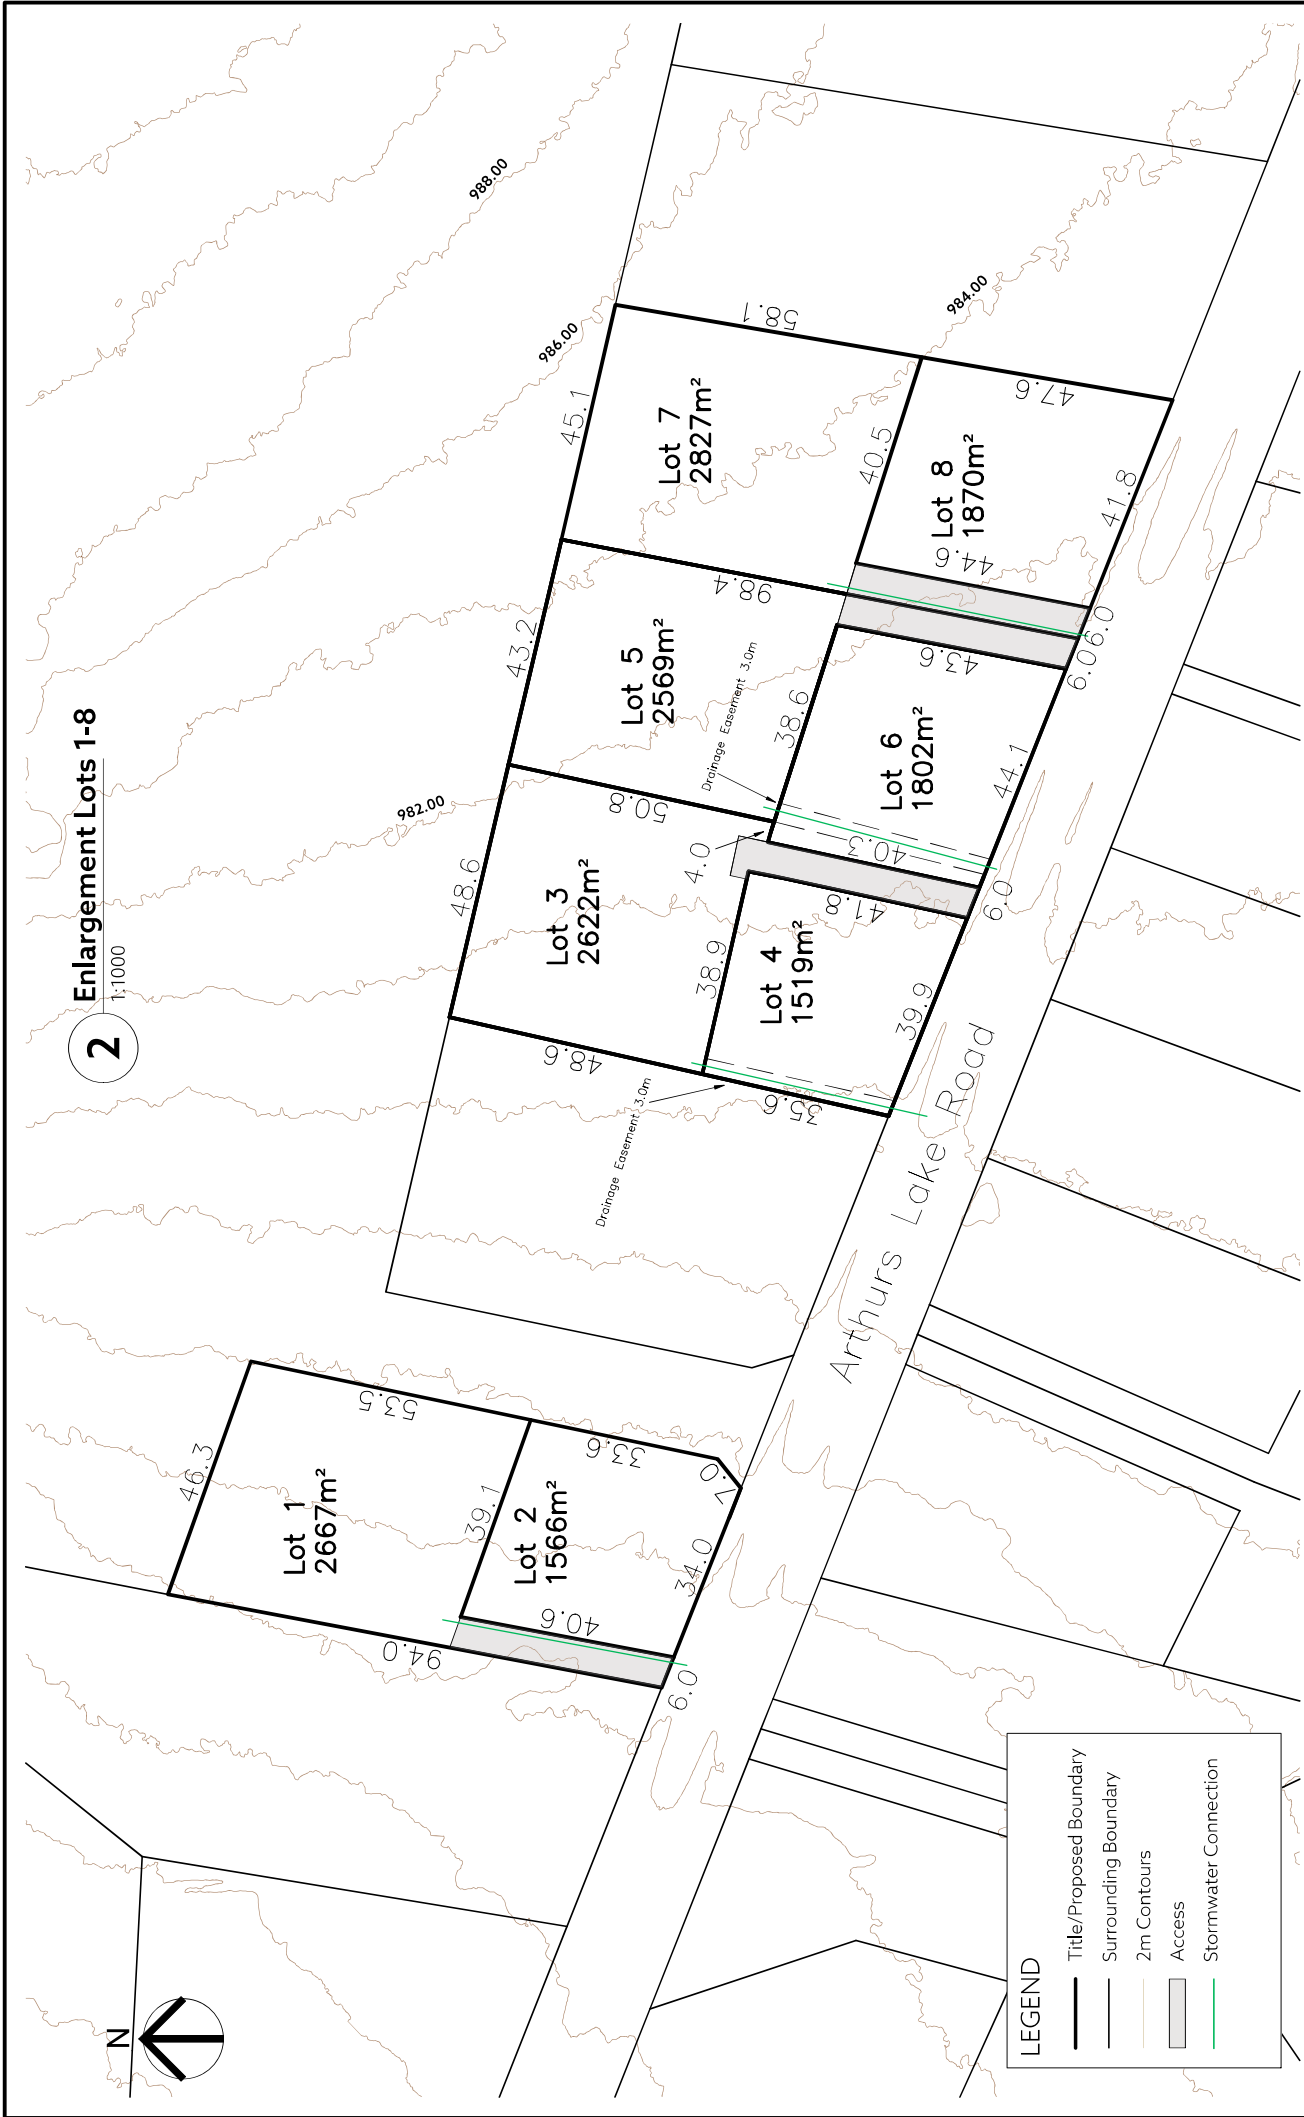 2
Enlargement Lots 1-8
1:1000
N
988.00
986.00
984.00
982.00
Lot 1
2667m²
46.3
53.5
94.0
39.1
Lot 2
1566m²
33.6
7.0
34.0
40.6
6.0
Lot 3
2622m²
48.6
48.6
50.8
4.0
38.9
Lot 4
1519m²
35.6
39.9
41.8
6.0
Drainage Easement 3.0m
Lot 5
2569m²
43.2
98.4
38.6
Drainage Easement 3.0m
Lot 6
1802m²
40.3
43.6
44.1
6.0
6.0
Lot 7
2827m²
45.1
58.1
40.5
Lot 8
1870m²
44.6
47.6
41.8
Arthurs Lake Road
LEGEND
Title/Proposed Boundary
Surrounding Boundary
2m Contours
Access
Stormwater Connection